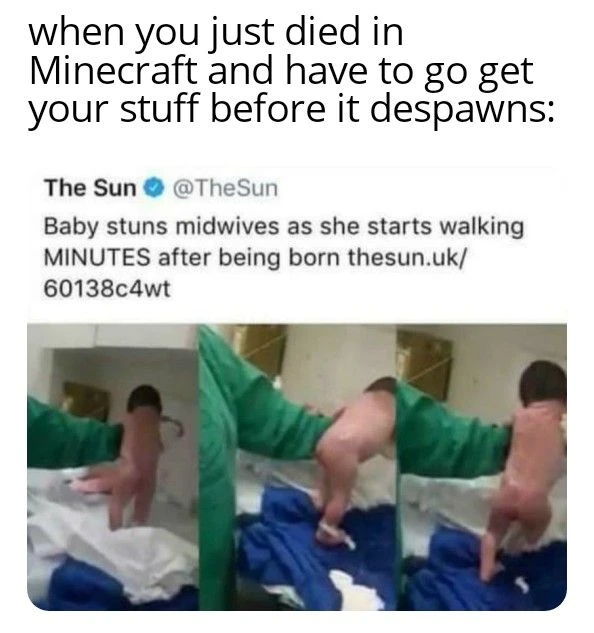 when you just died in
Minecraft and have to go get
your stuff before it despawns:
The Sun @TheSun
Baby stuns midwives as she starts walking
MINUTES after being born thesun.uk/
60138c4wt